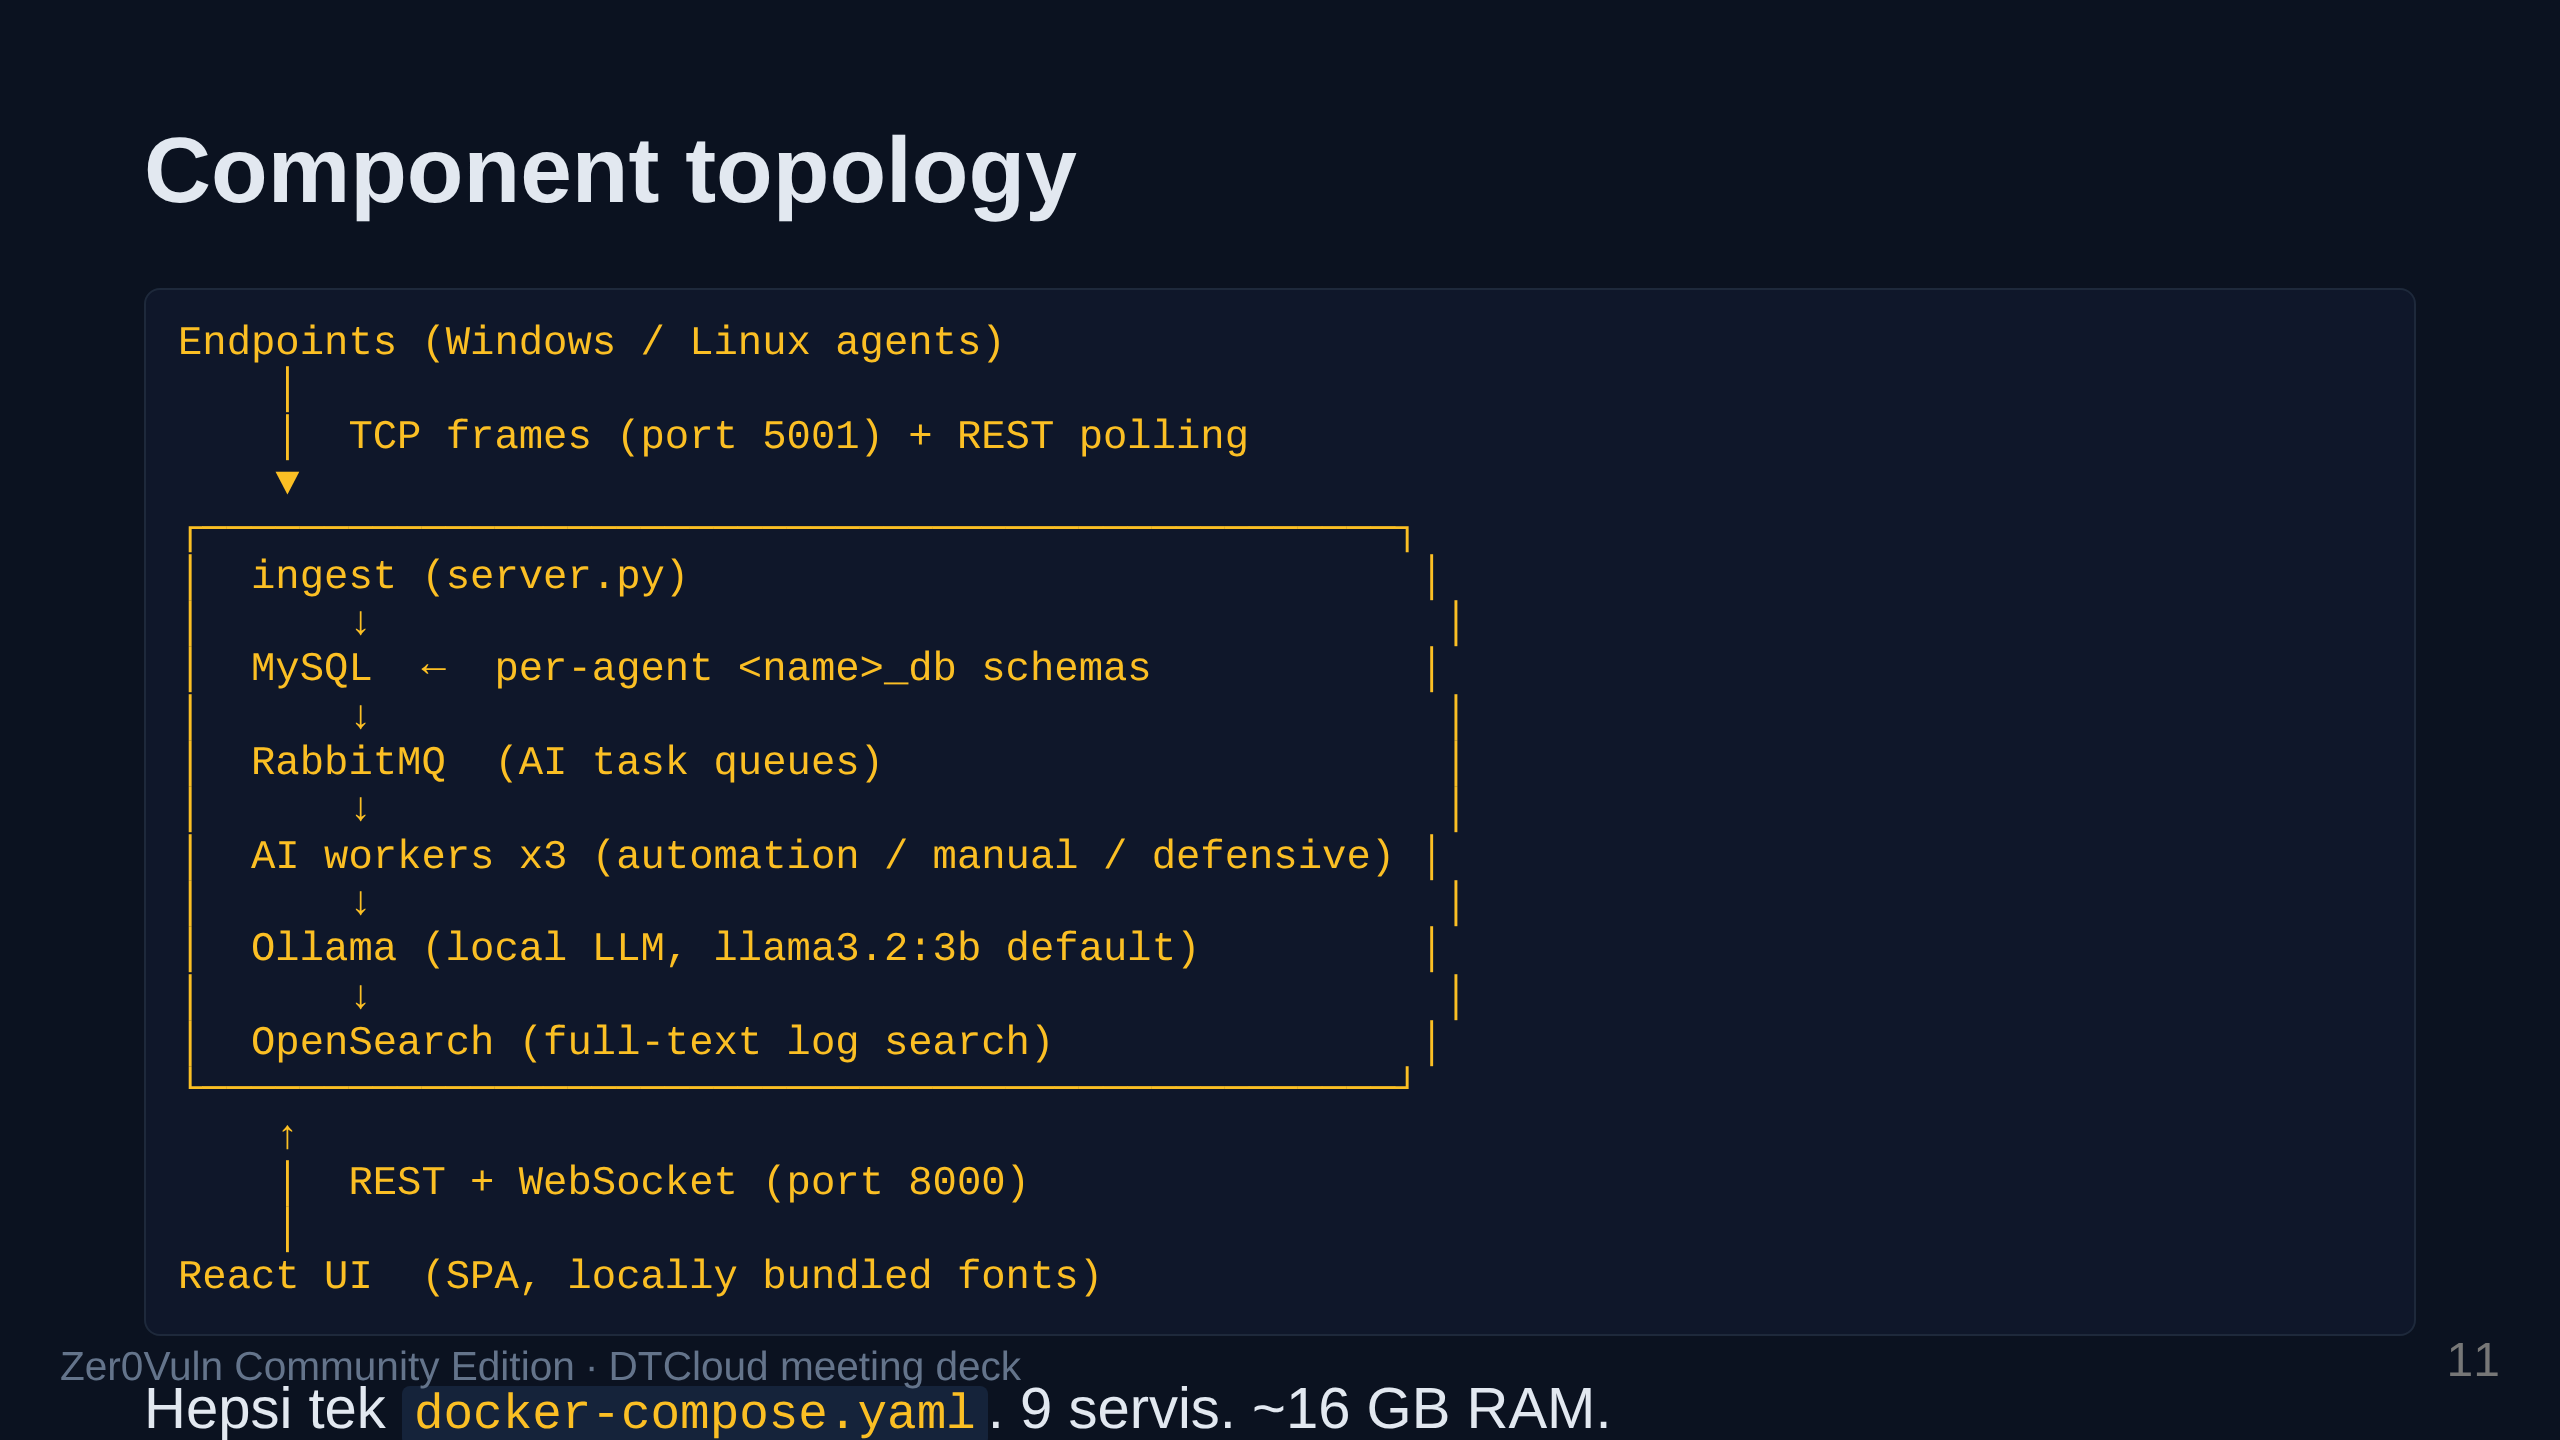 Component topology
Endpoints (Windows / Linux agents)
│
│  TCP frames (port 5001) + REST polling
▼
┌─────────────────────────────────────────────────┐
│  ingest (server.py)                              │
│      ↓                                            │
│  MySQL  ←  per-agent <name>_db schemas           │
│      ↓                                            │
│  RabbitMQ  (AI task queues)                       │
│      ↓                                            │
│  AI workers x3 (automation / manual / defensive) │
│      ↓                                            │
│  Ollama (local LLM, llama3.2:3b default)         │
│      ↓                                            │
│  OpenSearch (full-text log search)               │
└─────────────────────────────────────────────────┘
↑
│  REST + WebSocket (port 8000)
│
React UI  (SPA, locally bundled fonts)
Zer0Vuln Community Edition · DTCloud meeting deck
11
Hepsi tek docker-compose.yaml. 9 servis. ~16 GB RAM.